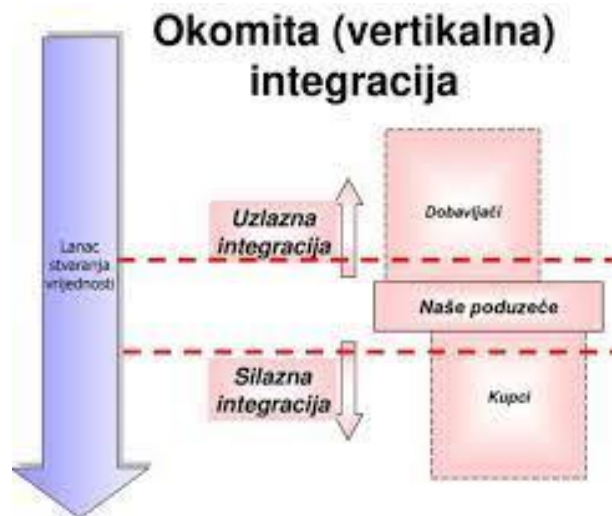 Okomita (vertikalna)
integracija
Lanac
stvaranja
vrijednosti
Uzlazna
integracija
Dobavljači
Naše poduzeće
Silazna
integracija
Kupci